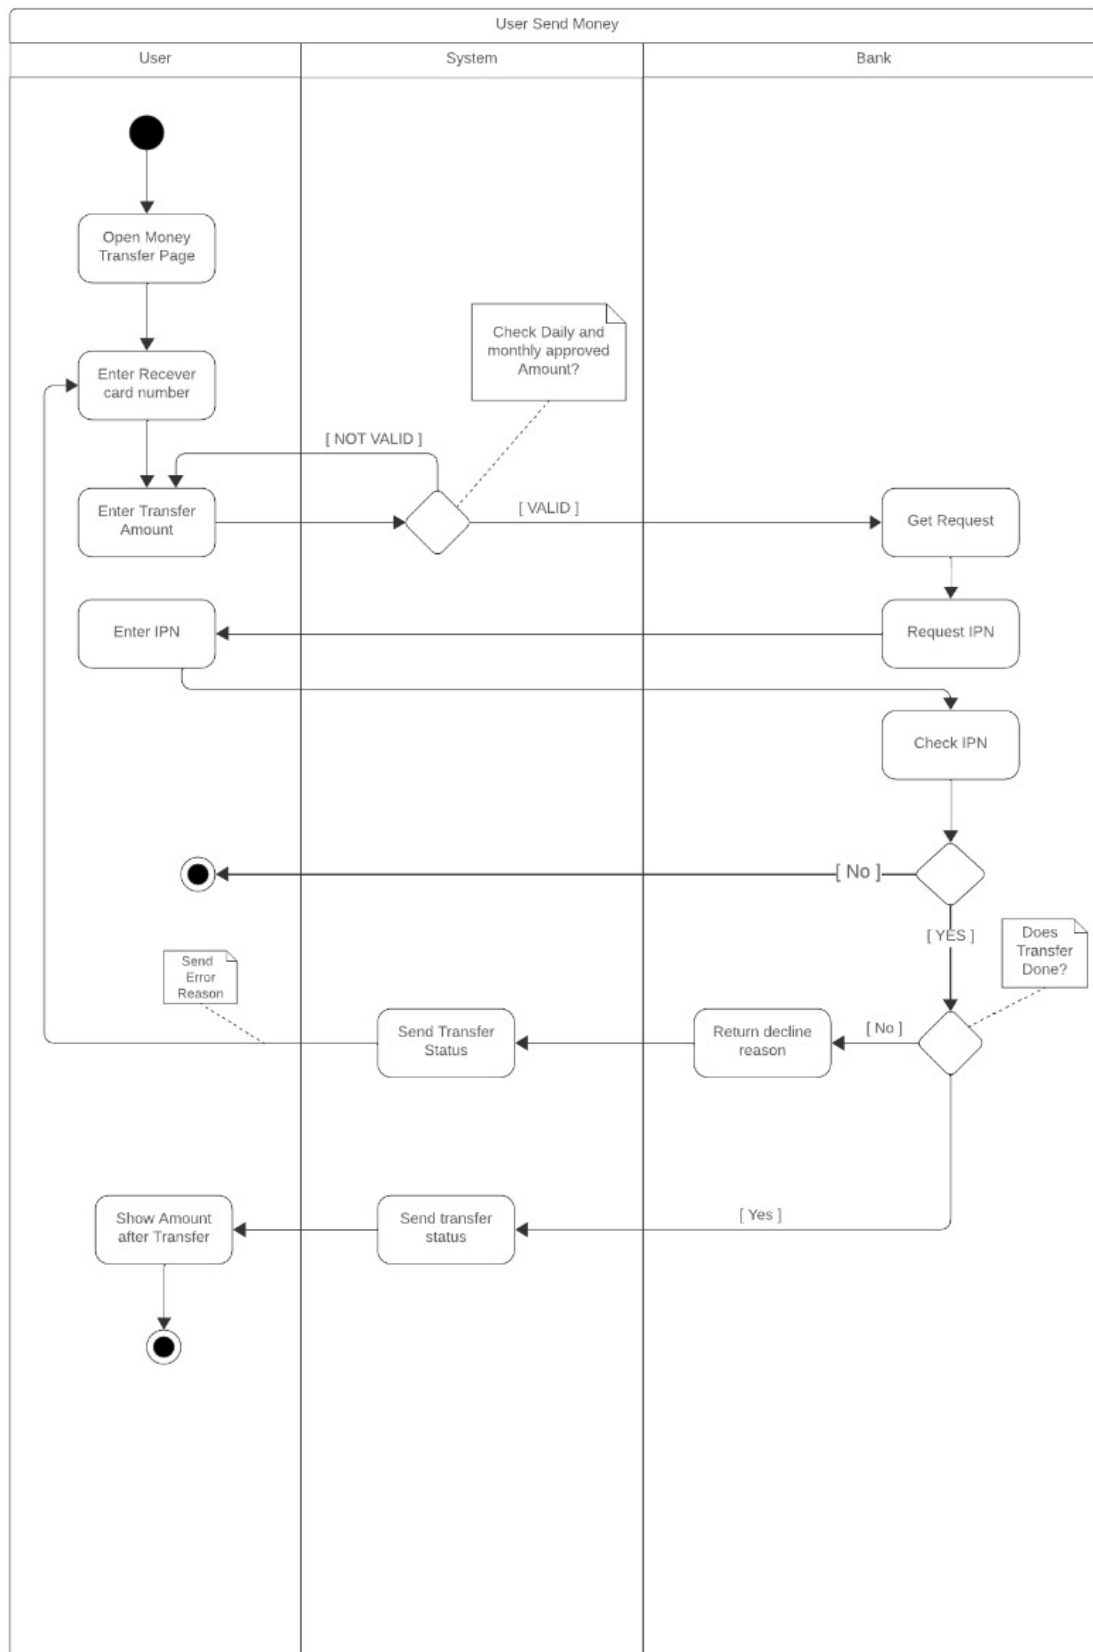 User Send Money
User
System
Bank
Open Money
Transfer Page
Check Daily and
monthly approved
Amount?
Enter Recever
card number
[ NOT VALID ]
Enter Transfer
Amount
[ VALID ]
Get Request
Enter IPN
Request IPN
Check IPN
[ No ]
[ YES ]
Does
Transfer
Done?
Send
Error
Reason
Send Transfer
Status
Return decline
reason
[ No ]
Show Amount
after Transfer
Send transfer
status
[ Yes ]